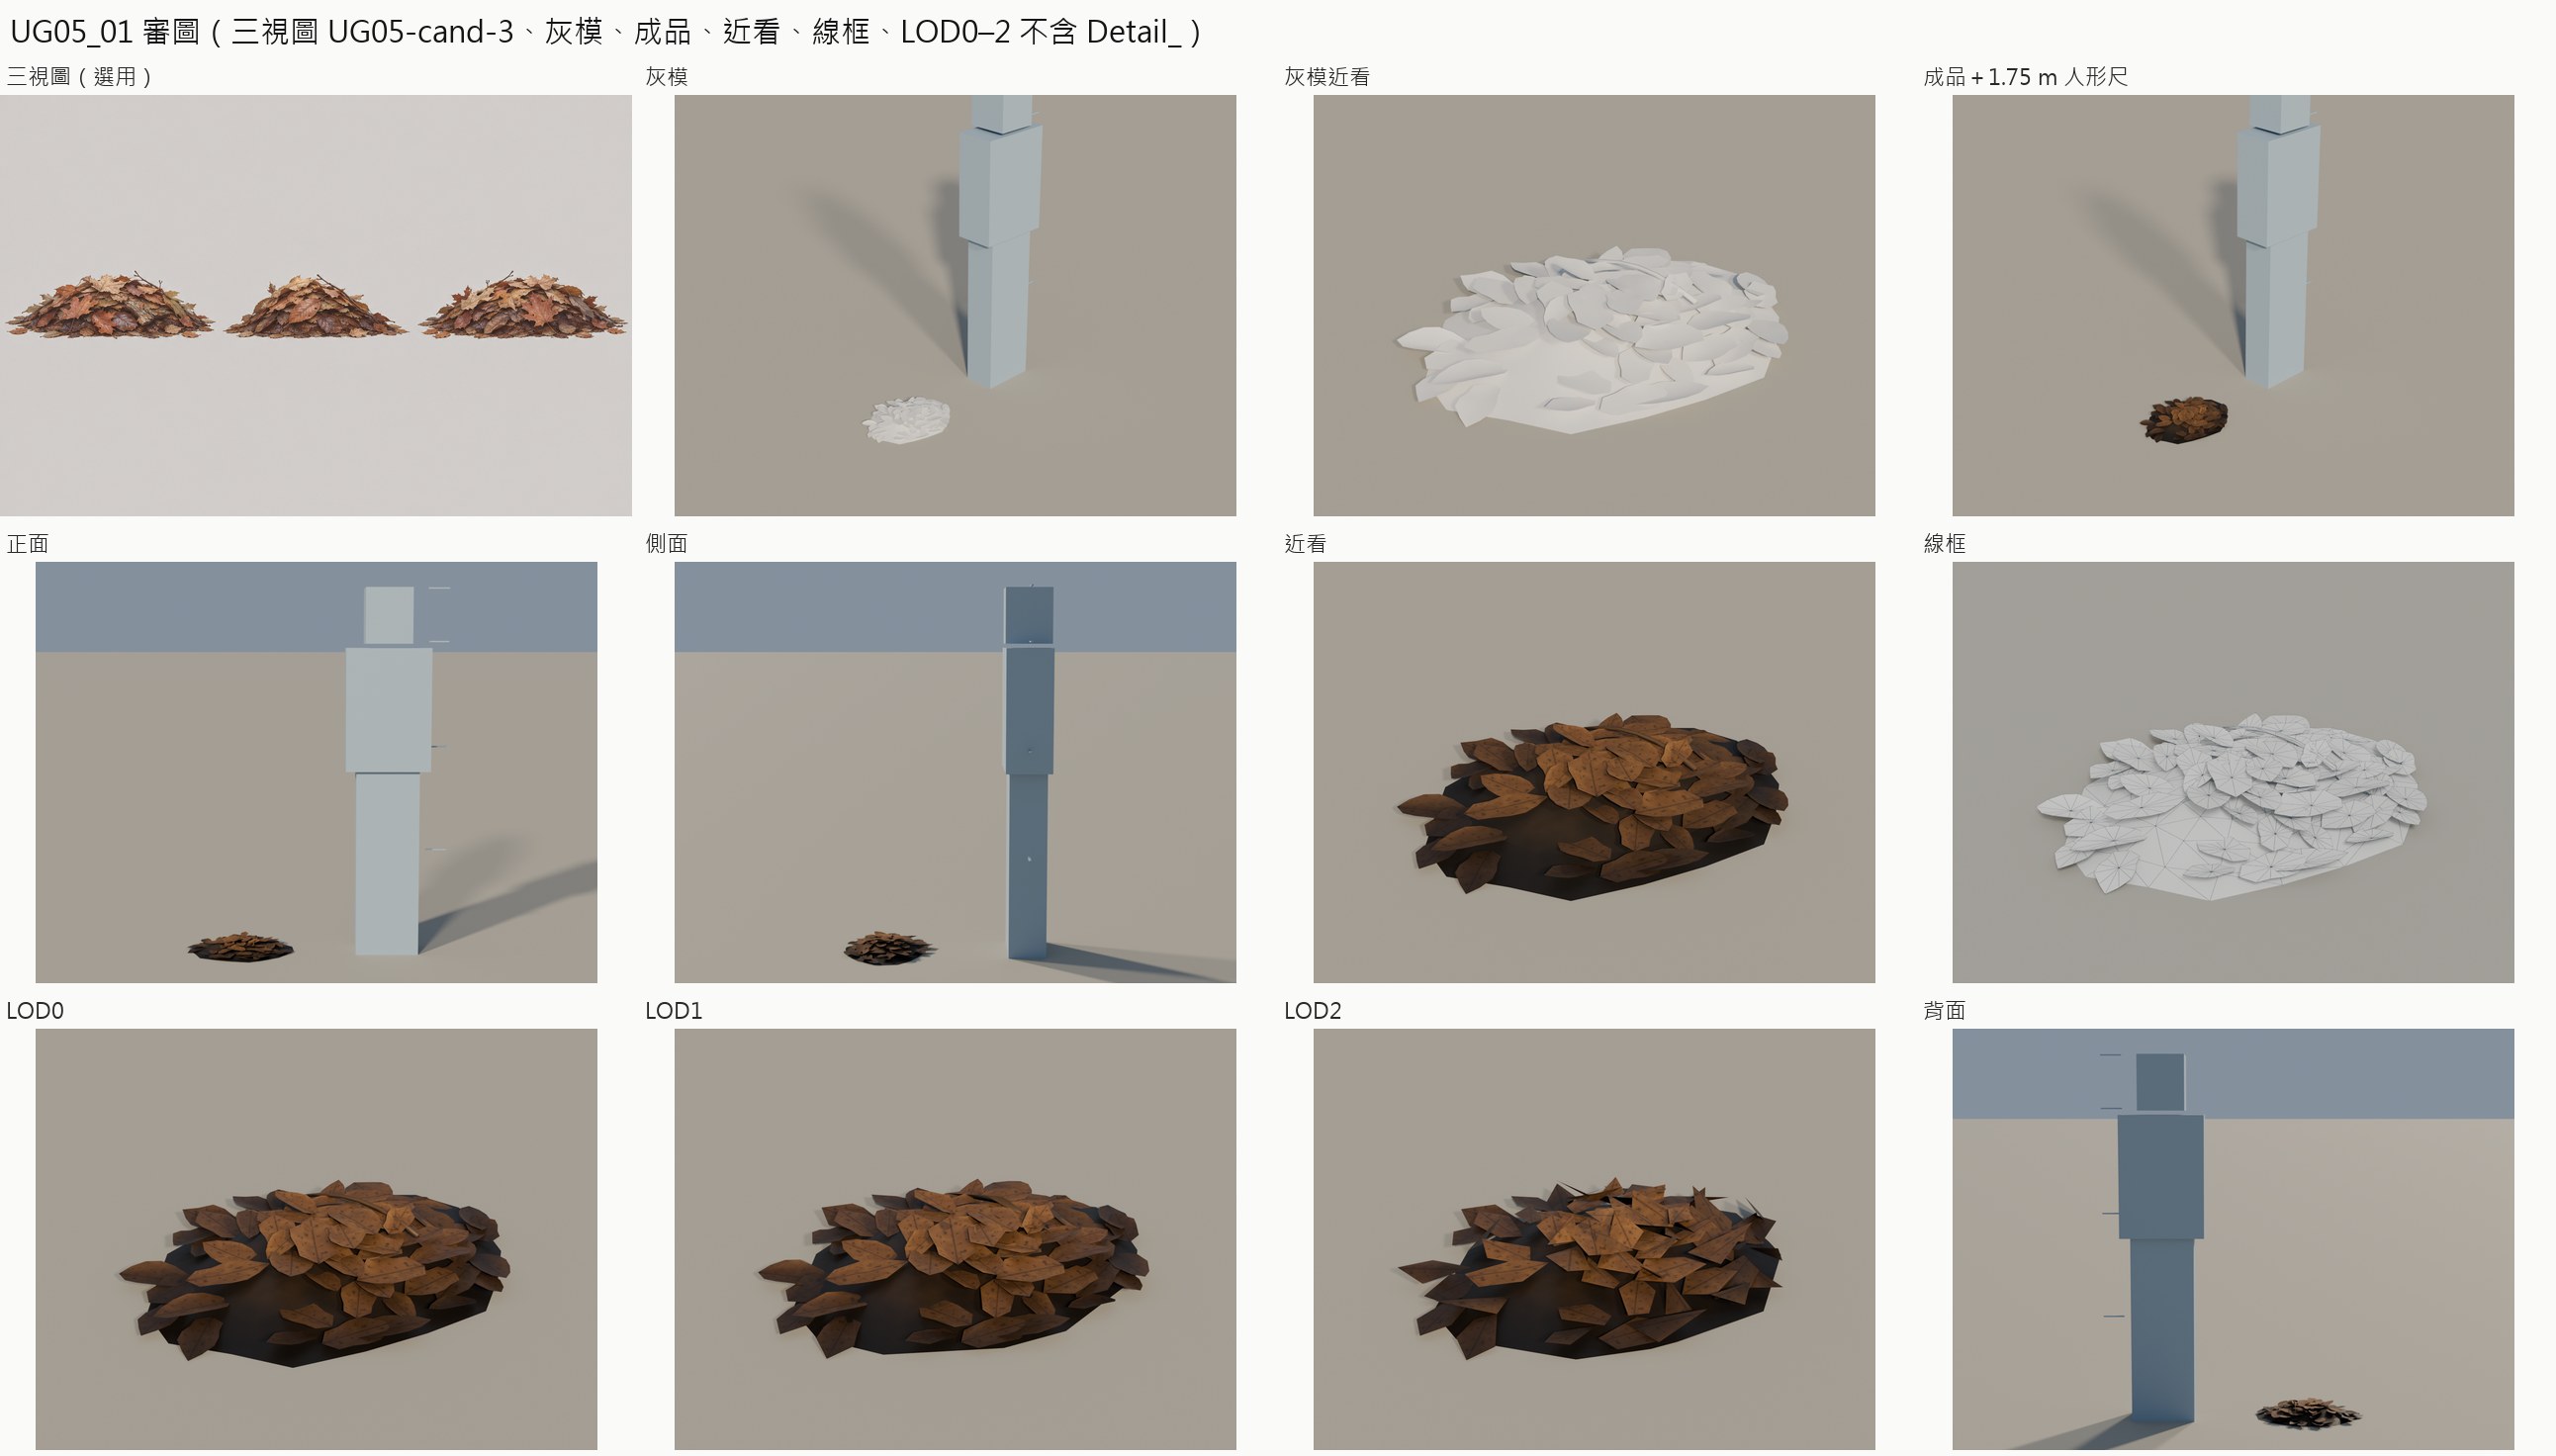 UG05_01 審圖（三視圖 UG05-cand-3、灰模、成品、近看、線框、LOD0–2 不含 Detail_）
三視圖（選用）
灰模
灰模近看
成品＋1.75 m 人形尺
正面
側面
近看
線框
LOD0
LOD1
LOD2
背面